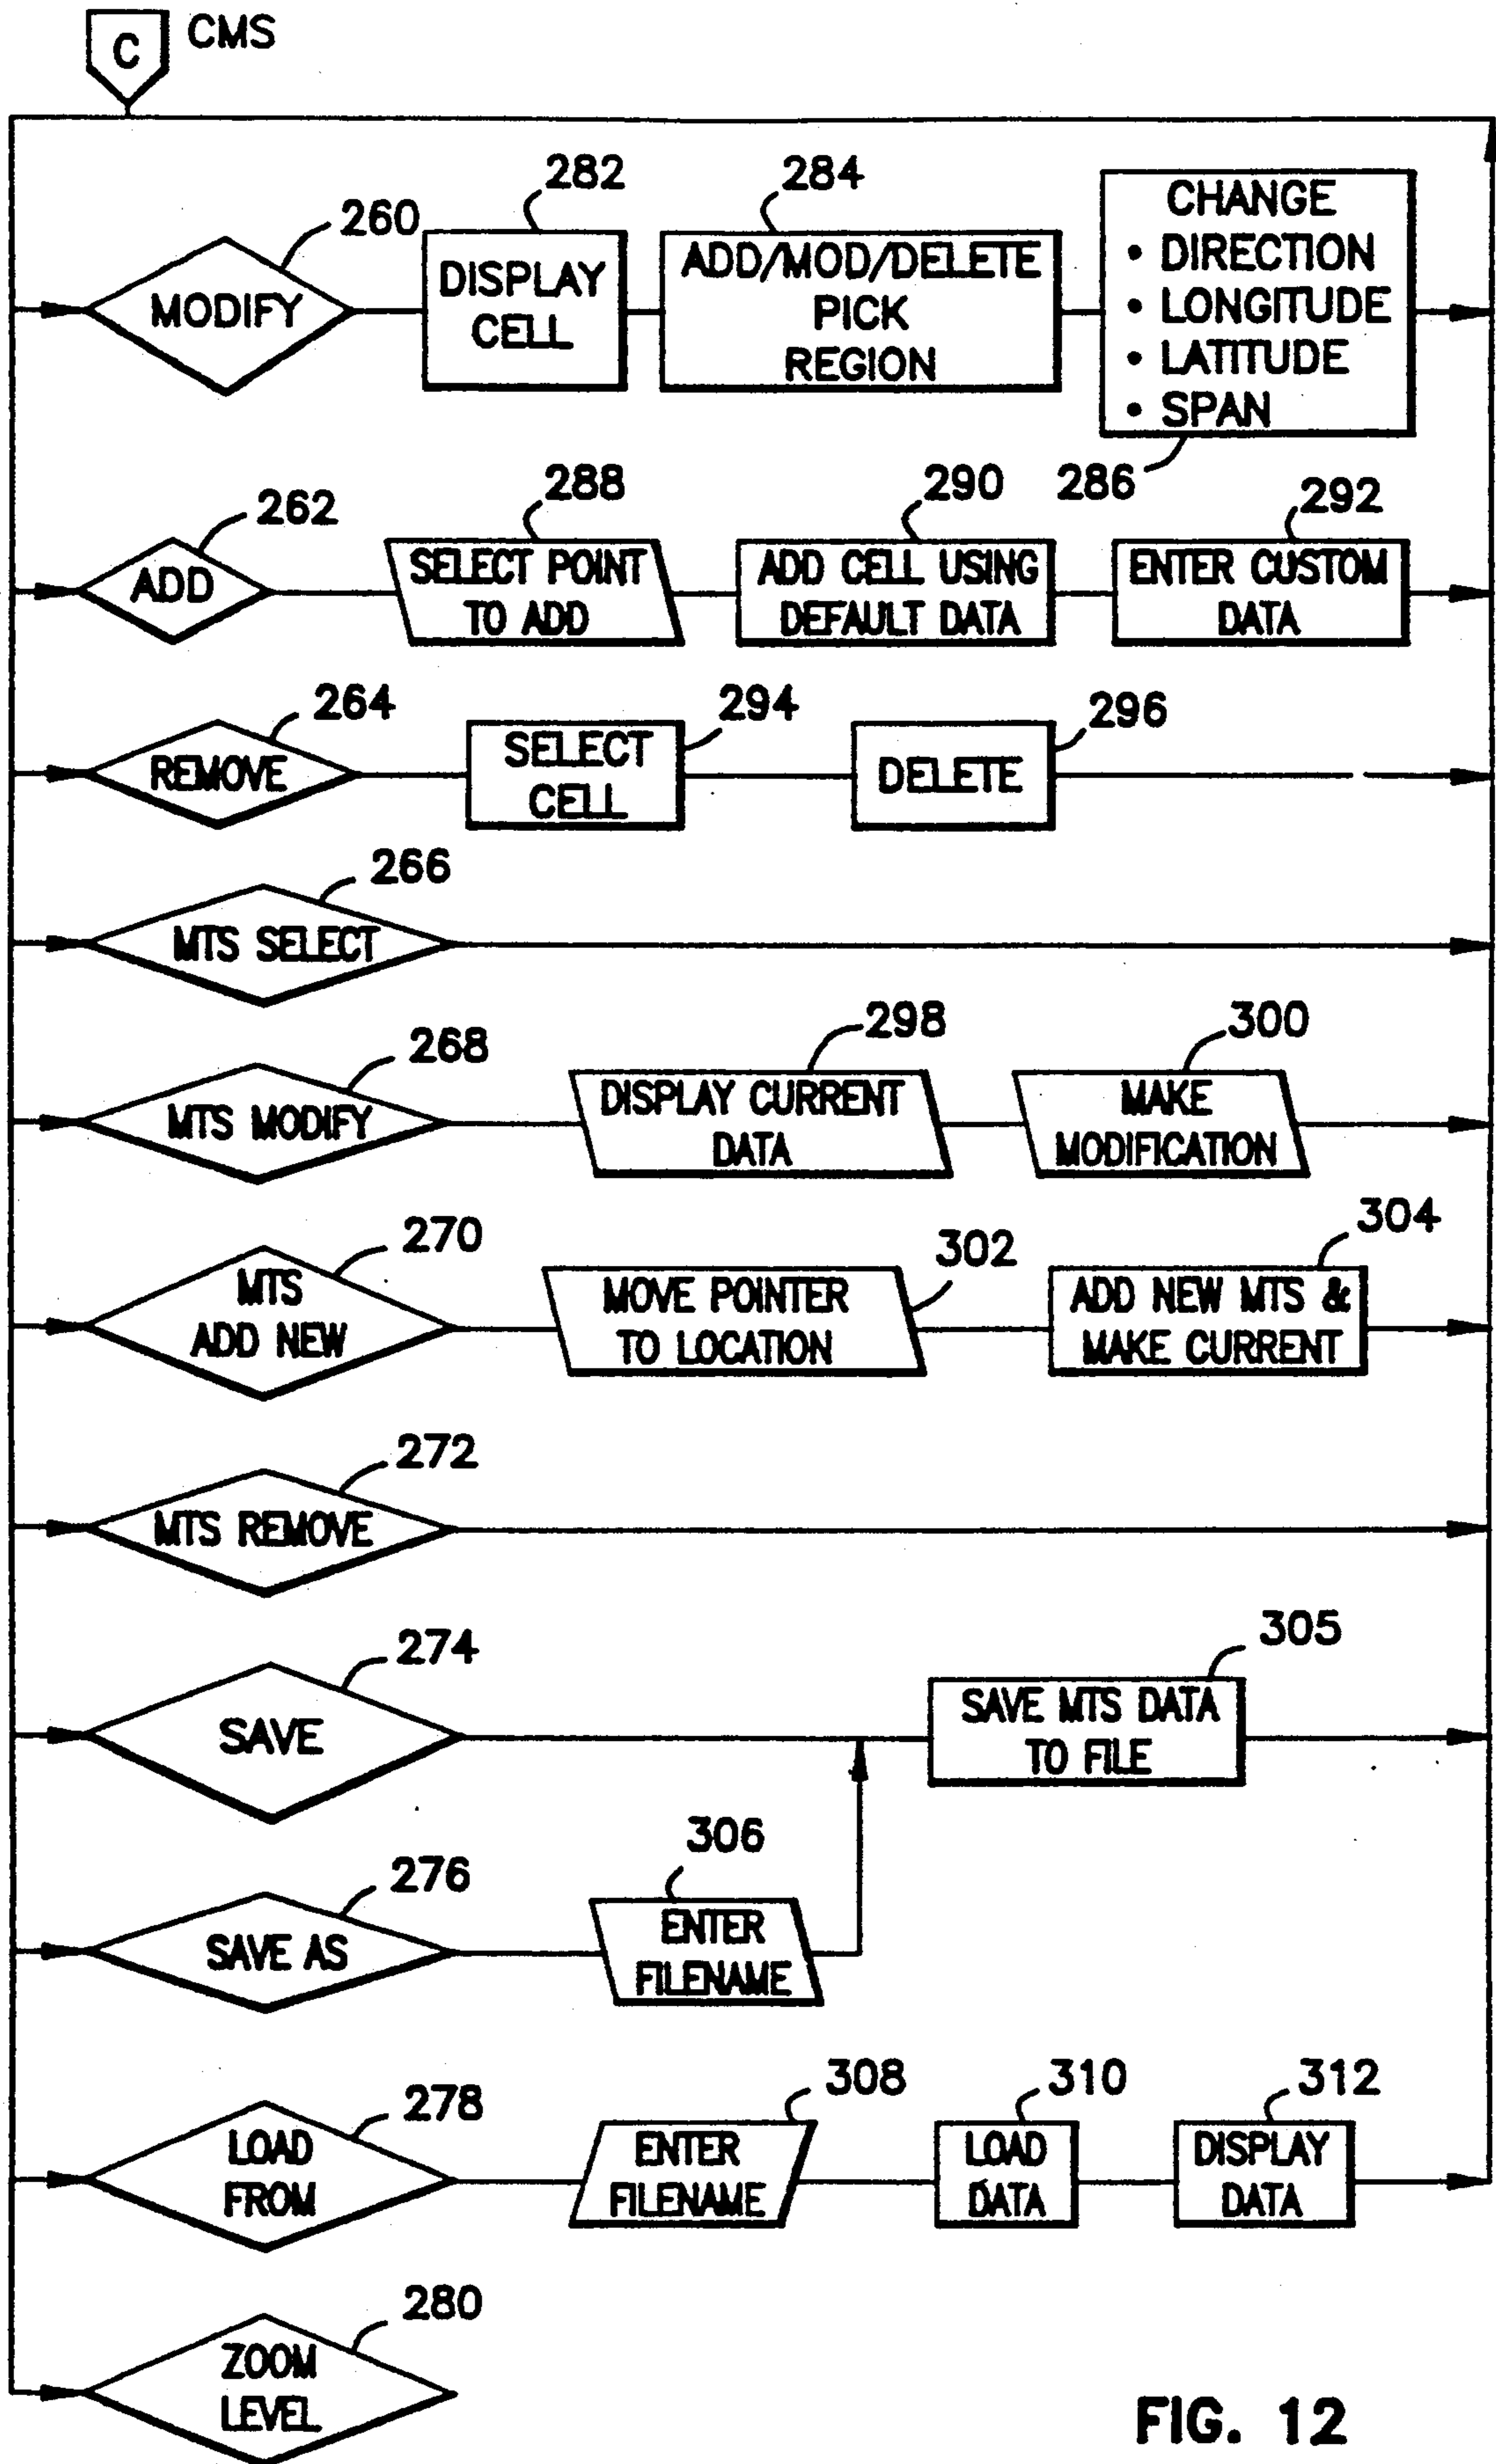 C CMS
260
MODIFY
282
DISPLAY
CELL
284
ADD/MOD/DELETE
PICK
REGION
CHANGE
• DIRECTION
• LONGITUDE
• LATITUDE
• SPAN
286
262
ADD
288
SELECT POINT
TO ADD
290
ADD CELL USING
DEFAULT DATA
292
ENTER CUSTOM
DATA
264
REMOVE
294
SELECT
CELL
296
DELETE
266
MTS SELECT
268
MTS MODIFY
298
DISPLAY CURRENT
DATA
300
MAKE
MODIFICATION
270
MTS
ADD NEW
302
MOVE POINTER
TO LOCATION
304
ADD NEW MTS &
MAKE CURRENT
272
MTS REMOVE
274
SAVE
305
SAVE MTS DATA
TO FILE
276
SAVE AS
306
ENTER
FILENAME
278
LOAD
FROM
308
ENTER
FILENAME
310
LOAD
DATA
312
DISPLAY
DATA
280
ZOOM
LEVEL
FIG. 12